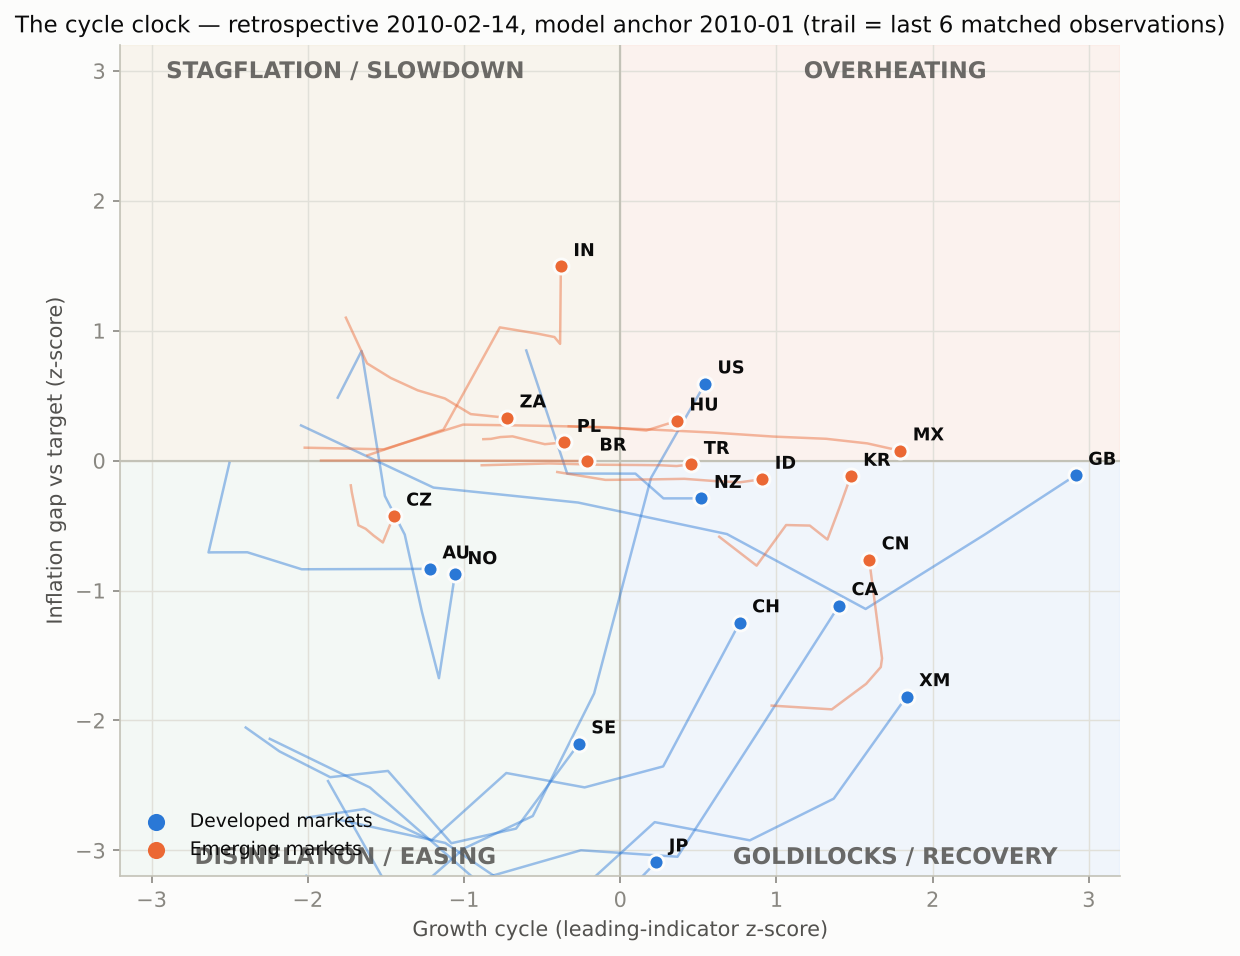 The cycle clock — retrospective 2010-02-14, model anchor 2010-01 (trail = last 6 matched observations)
STAGFLATION / SLOWDOWN
OVERHEATING
3
2
1
0
−1
−2
−3
Inflation gap vs target (z-score)
IN
US
ZA
HU
PL
BR
TR
MX
GB
ID
KR
NZ
CZ
CN
AU
NO
CA
CH
XM
SE
JP
Developed markets
Emerging markets
DISINFLATION / EASING
GOLDILOCKS / RECOVERY
−3
−2
−1
0
1
2
3
Growth cycle (leading-indicator z-score)